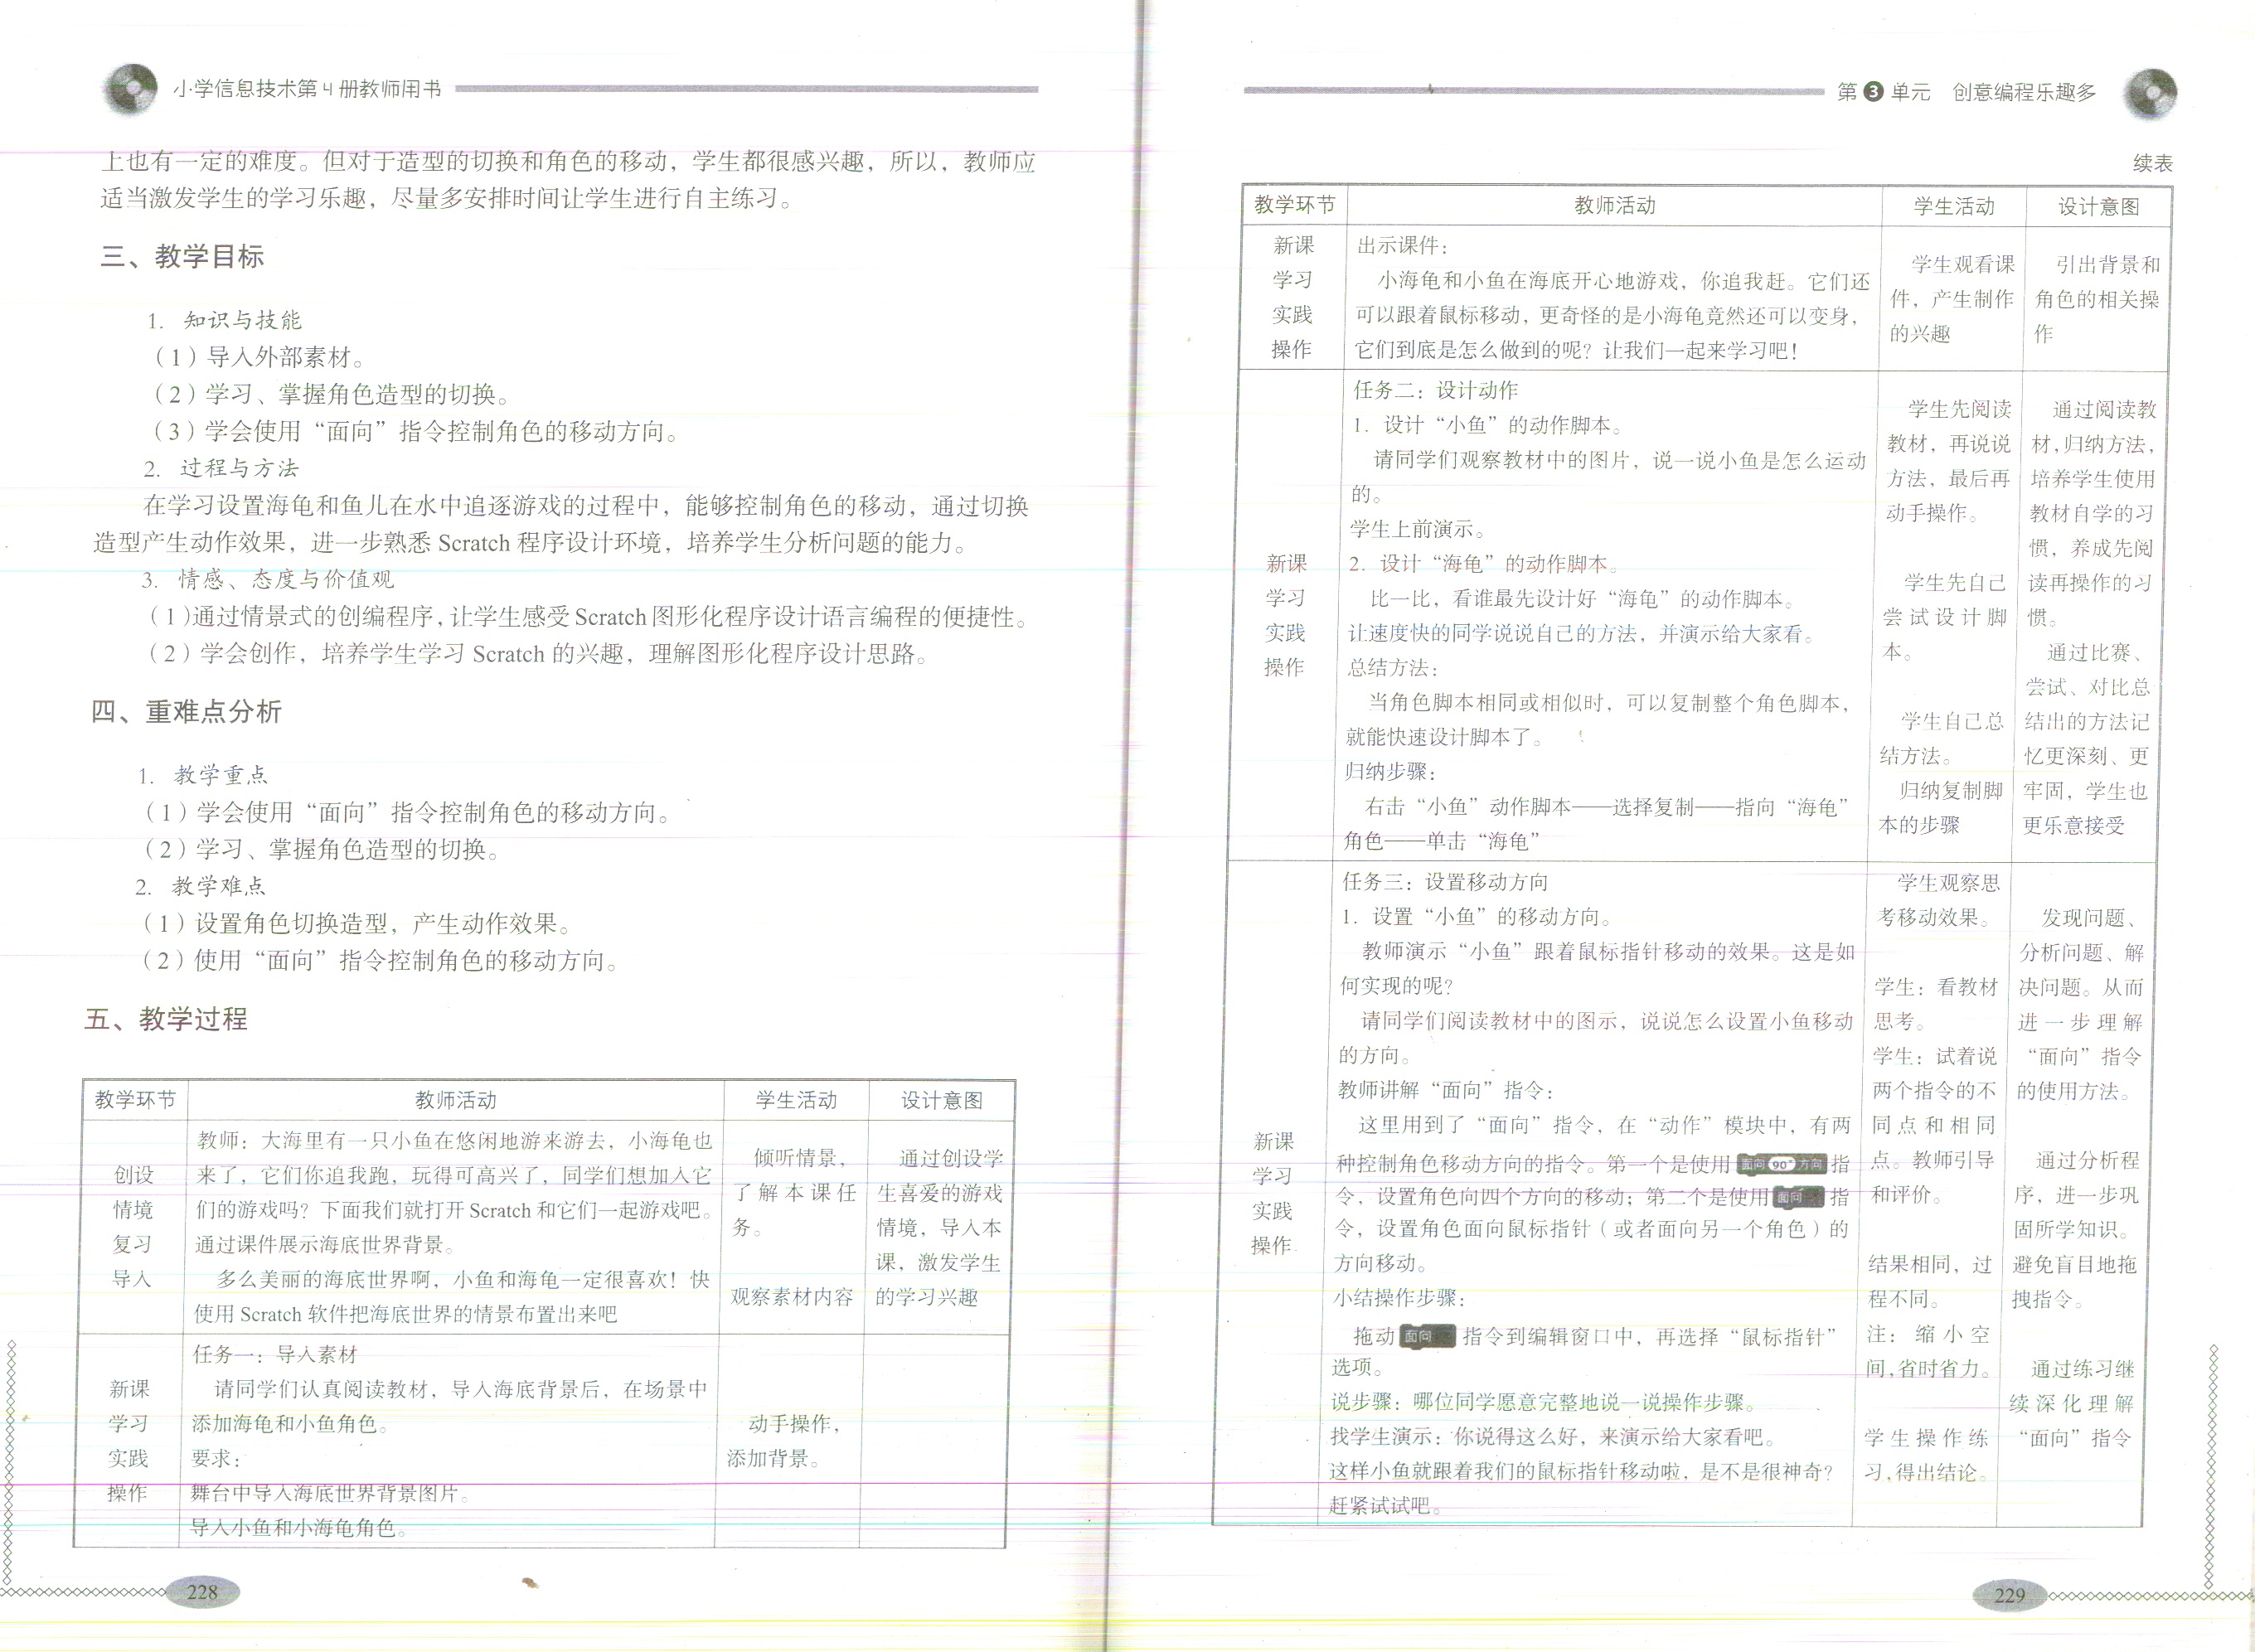 小学信息技术第4册教师用书
上也有一定的难度。但对于造型的切换和角色的移动，学生都很感兴趣，所以，教师应
适当激发学生的学习乐趣，尽量多安排时间让学生进行自主练习。
三、教学目标
1. 知识与技能
（1）导入外部素材。
（2）学习、掌握角色造型的切换。
（3）学会使用“面向”指令控制角色的移动方向。
2. 过程与方法
在学习设置海龟和鱼儿在水中追逐游戏的过程中，能够控制角色的移动，通过切换
造型产生动作效果，进一步熟悉 Scratch 程序设计环境，培养学生分析问题的能力。
3. 情感、态度与价值观
（1）通过情景式的创编程序，让学生感受 Scratch 图形化程序设计语言编程的便捷性。
（2）学会创作，培养学生学习 Scratch 的兴趣，理解图形化程序设计思路。
四、重难点分析
1. 教学重点
（1）学会使用“面向”指令控制角色的移动方向。
（2）学习、掌握角色造型的切换。
2. 教学难点
（1）设置角色切换造型，产生动作效果。
（2）使用“面向”指令控制角色的移动方向。
五、教学过程
教学环节 教师活动 学生活动 设计意图
创设
情境
复习
导入
教师：大海里有一只小鱼在悠闲地游来游去，小海龟也
来了，它们你追我跑，玩得可高兴了，同学们想加入它
们的游戏吗？下面我们就打开 Scratch 和它们一起游戏吧。
通过课件展示海底世界背景。
多么美丽的海底世界啊，小鱼和海龟一定很喜欢！快
使用 Scratch 软件把海底世界的情景布置出来吧
倾听情景，
了解本课任
务。
观察素材内容
通过创设学
生喜爱的游戏
情境，导入本
课，激发学生
的学习兴趣
新课
学习
实践
操作
任务一：导入素材
请同学们认真阅读教材，导入海底背景后，在场景中
添加海龟和小鱼角色。
要求：
舞台中导入海底世界背景图片。
导入小鱼和小海龟角色。
动手操作，
添加背景。
228
第3单元 创意编程乐趣多
续表
教学环节 教师活动 学生活动 设计意图
新课
学习
实践
操作
出示课件：
小海龟和小鱼在海底开心地游戏，你追我赶。它们还
可以跟着鼠标移动，更奇怪的是小海龟竟然还可以变身，
它们到底是怎么做到的呢？让我们一起来学习吧！
学生观看课
件，产生制作
的兴趣
引出背景和
角色的相关操
作
新课
学习
实践
操作
任务二：设计动作
1. 设计“小鱼”的动作脚本。
请同学们观察教材中的图片，说一说小鱼是怎么运动
的。
学生上前演示。
2. 设计“海龟”的动作脚本。
比一比，看谁最先设计好“海龟”的动作脚本。
让速度快的同学说说自己的方法，并演示给大家看。
总结方法：
当角色脚本相同或相似时，可以复制整个角色脚本，
就能快速设计脚本了。
归纳步骤：
右击“小鱼”动作脚本——选择复制——指向“海龟”
角色——单击“海龟”
学生先阅读
教材，再说说
方法，最后再
动手操作。
学生先自己
尝试设计脚
本。
学生自己总
结方法。
归纳复制脚
本的步骤
通过阅读教
材，归纳方法，
培养学生使用
教材自学的习
惯，养成先阅
读再操作的习
惯。
通过比赛、
尝试、对比总
结出的方法记
忆更深刻、更
牢固，学生也
更乐意接受
新课
学习
实践
操作
任务三：设置移动方向
1. 设置“小鱼”的移动方向。
教师演示“小鱼”跟着鼠标指针移动的效果。这是如
何实现的呢？
请同学们阅读教材中的图示，说说怎么设置小鱼移动
的方向。
教师讲解“面向”指令：
这里用到了“面向”指令，在“动作”模块中，有两
种控制角色移动方向的指令。第一个是使用 面向 90° 方向 指
令，设置角色向四个方向的移动；第二个是使用 面向 指
令，设置角色面向鼠标指针（或者面向另一个角色）的
方向移动。
小结操作步骤：
拖动 面向 指令到编辑窗口中，再选择“鼠标指针”
选项。
说步骤：哪位同学愿意完整地说一说操作步骤。
找学生演示：你说得这么好，来演示给大家看吧。
这样小鱼就跟着我们的鼠标指针移动啦，是不是很神奇？
赶紧试试吧。
学生观察思
考移动效果。
学生：看教材
思考。
学生：试着说
两个指令的不
同点和相同
点。教师引导
和评价。
结果相同，过
程不同。
注：缩小空
间，省时省力。
学生操作练
习，得出结论。
发现问题、
分析问题、解
决问题。从而
进一步理解
“面向”指令
的使用方法。
通过分析程
序，进一步巩
固所学知识。
避免盲目地拖
拽指令。
通过练习继
续深化理解
“面向”指令
229